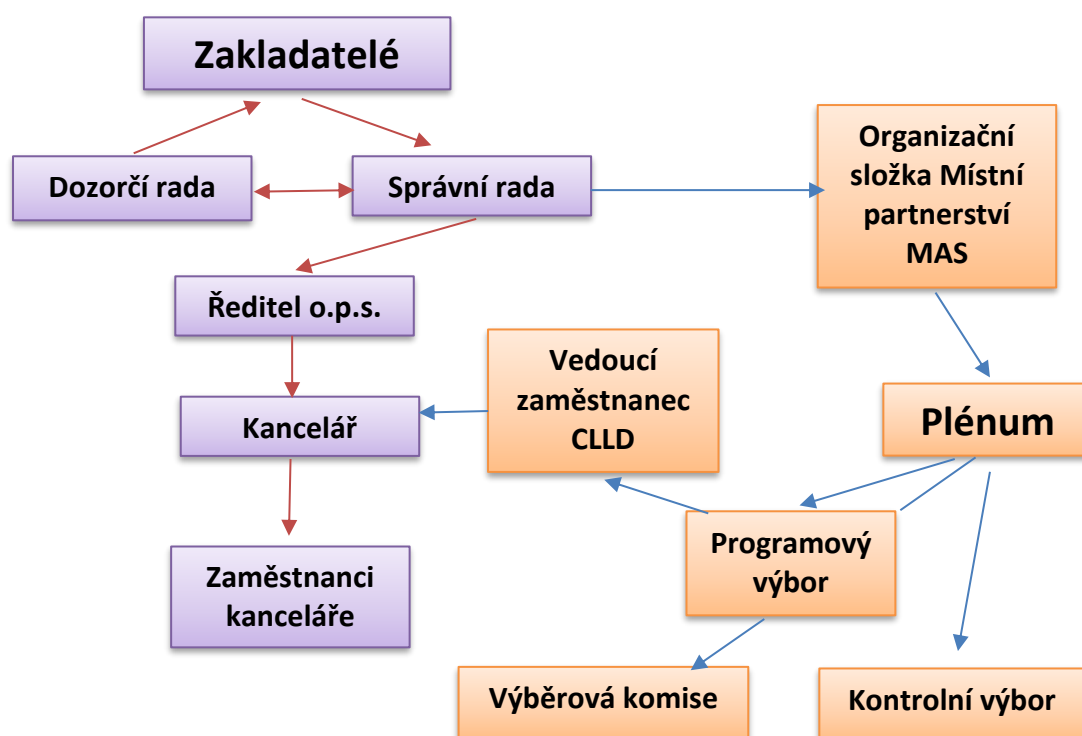 Zakladatelé
Organizační
složka Místní
partnerství
MAS
Dozorčí rada
Správní rada
Ředitel o.p.s.
Vedoucí
zaměstnanec
CLLD
Kancelář
Plénum
Programový
výbor
Zaměstnanci
kanceláře
Výběrová komise
Kontrolní výbor